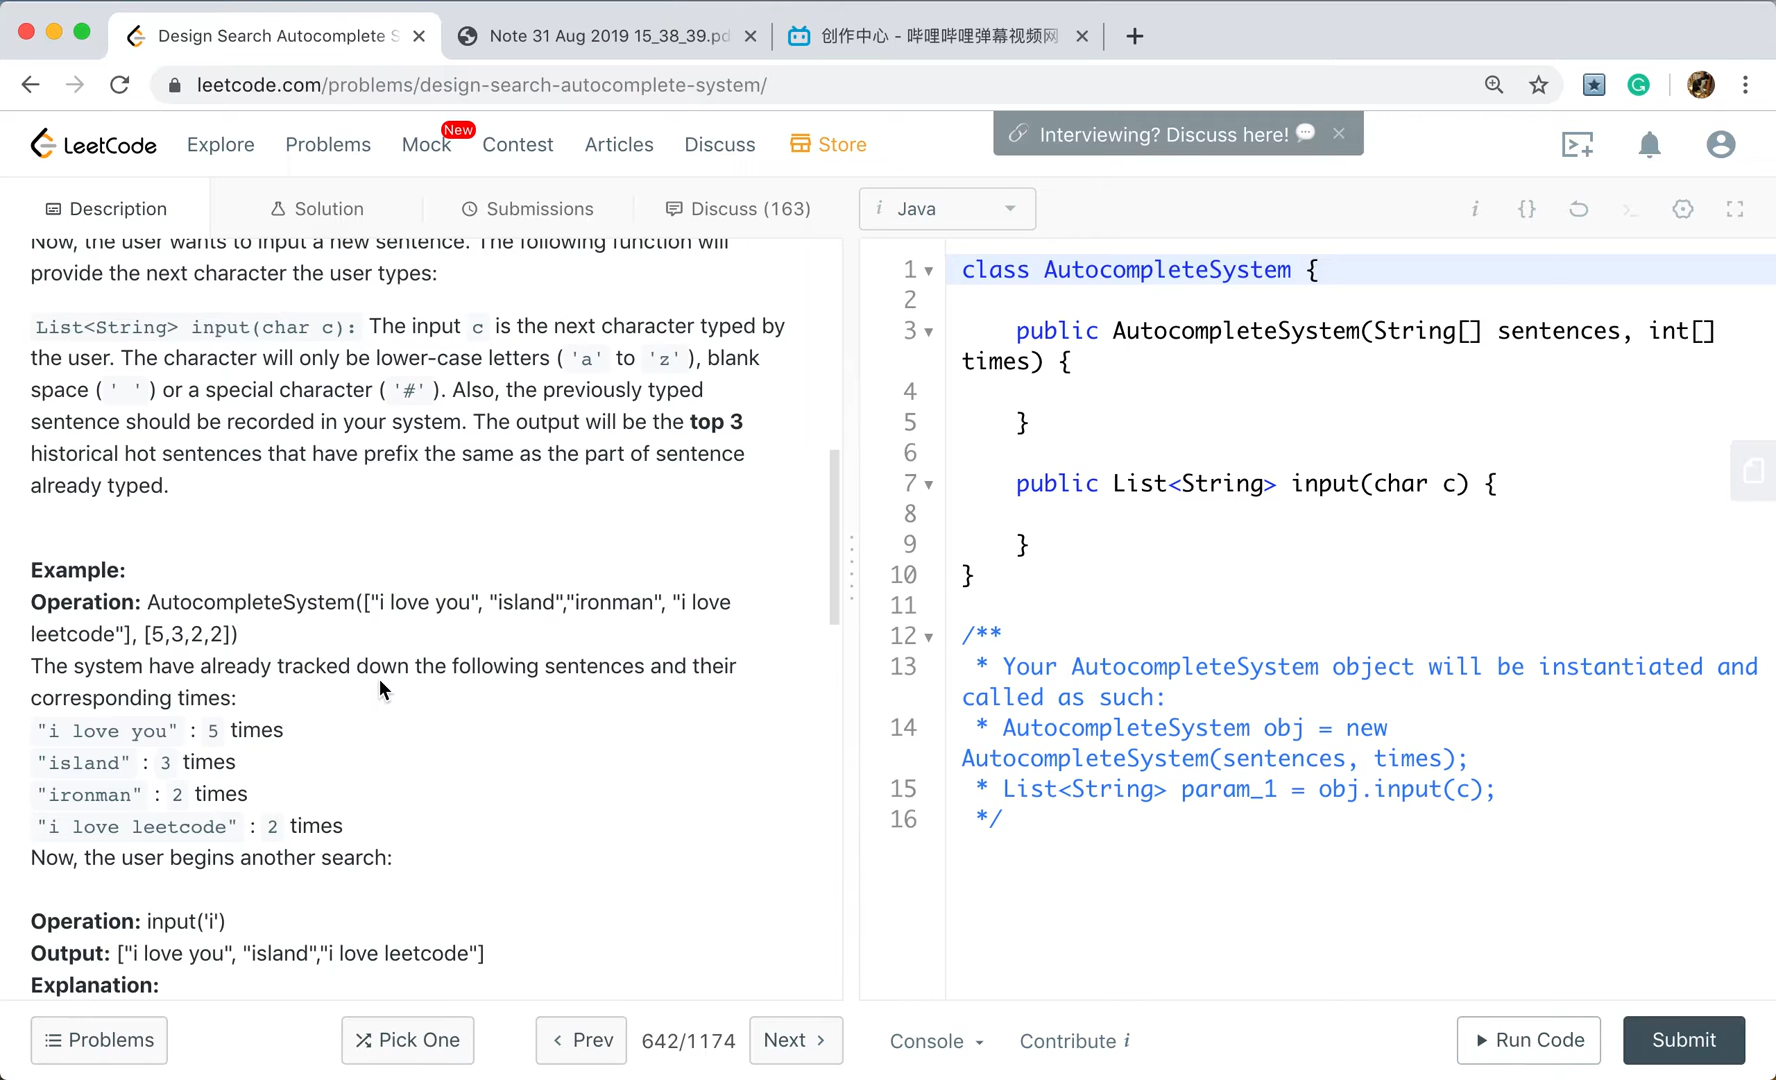 Design Search Autocomplete S
Note 31 Aug 2019 15_38_39.pd
创作中心 - 哔哩哔哩弹幕视频网
leetcode.com/problems/design-search-autocomplete-system/
LeetCode
Explore
Problems
Mock
New
Contest
Articles
Discuss
Store
Interviewing? Discuss here!
Description
Solution
Submissions
Discuss (163)
i Java
Now, the user wants to input a new sentence. The following function will
provide the next character the user types:
List<String> input(char c): The input c is the next character typed by
the user. The character will only be lower-case letters ( 'a' to 'z' ), blank
space ( ' ' ) or a special character ( '#' ). Also, the previously typed
sentence should be recorded in your system. The output will be the top 3
historical hot sentences that have prefix the same as the part of sentence
already typed.
Example:
Operation: AutocompleteSystem(["i love you", "island","ironman", "i love
leetcode"], [5,3,2,2])
The system have already tracked down the following sentences and their
corresponding times:
"i love you" : 5 times
"island" : 3 times
"ironman" : 2 times
"i love leetcode" : 2 times
Now, the user begins another search:
Operation: input('i')
Output: ["i love you", "island","i love leetcode"]
Explanation:
1 class AutocompleteSystem {
2
3 public AutocompleteSystem(String[] sentences, int[]
times) {
4
5 }
6
7 public List<String> input(char c) {
8
9 }
10 }
11
12 /**
13 * Your AutocompleteSystem object will be instantiated and
called as such:
14 * AutocompleteSystem obj = new
AutocompleteSystem(sentences, times);
15 * List<String> param_1 = obj.input(c);
16 */
Problems
Pick One
Prev
642/1174
Next
Console
Contribute i
Run Code
Submit